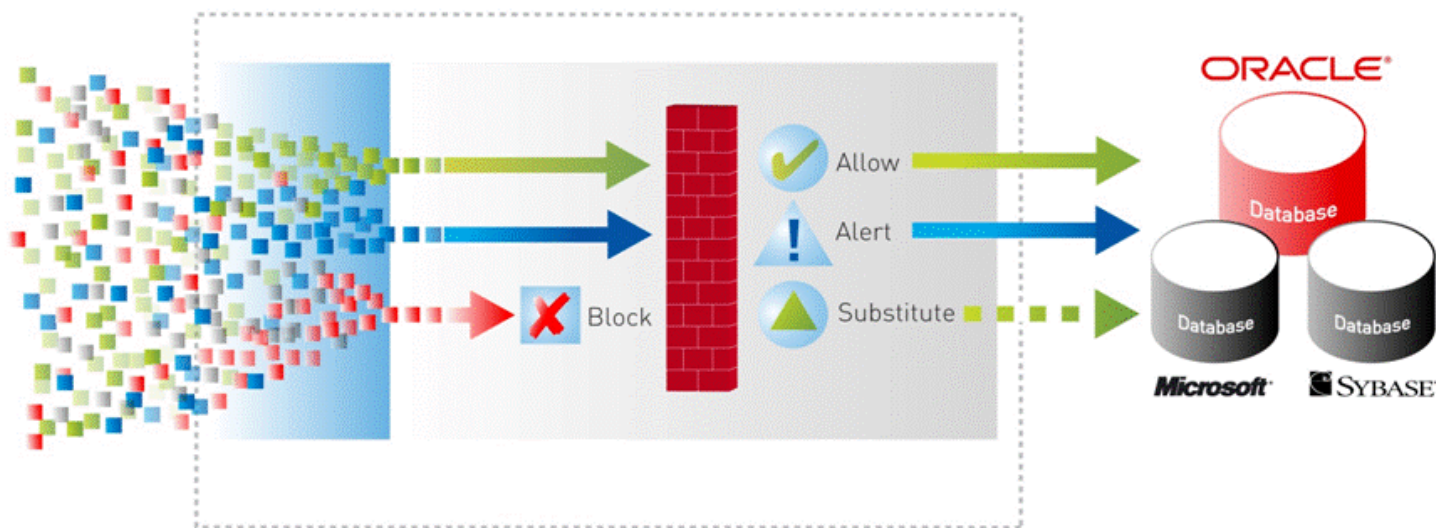 ORACLE®
Database
Allow
Alert
Block
Substitute
Database
Database
Microsoft®
SYBASE®